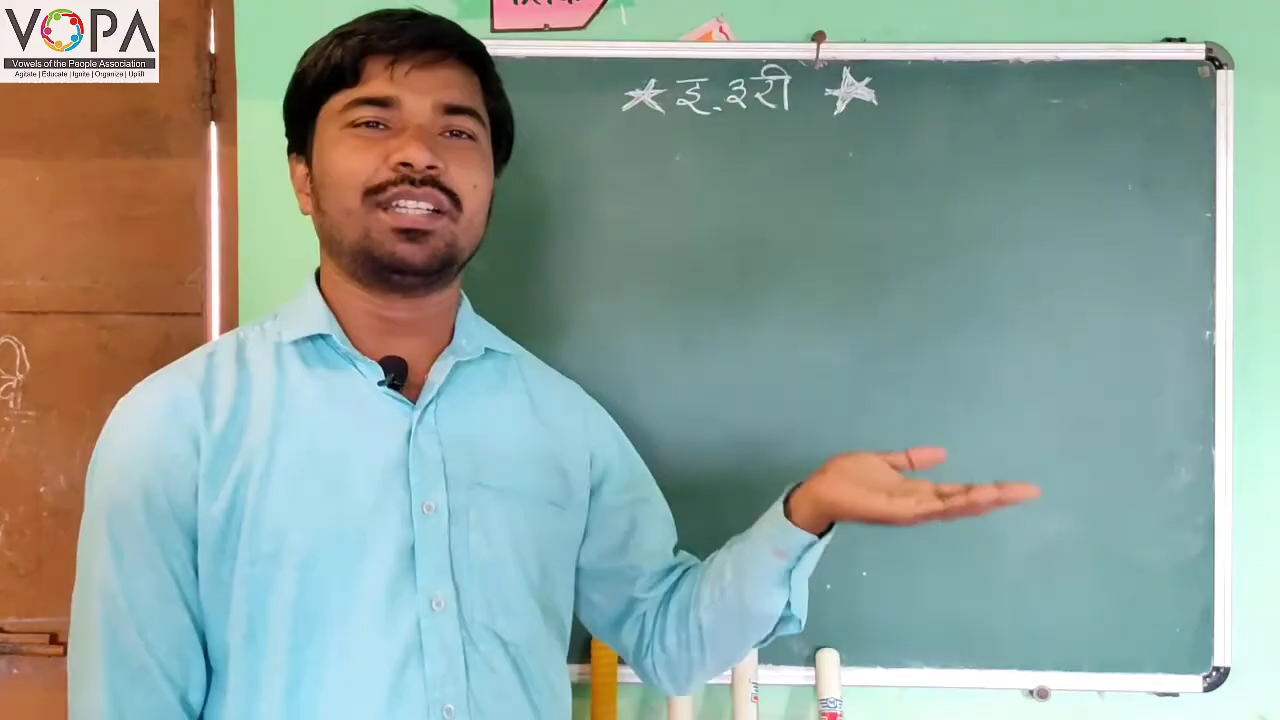 VOPA
Vowels of the People Association
Agitate | Educate | Ignite | Organize | Uplift
इ.३री